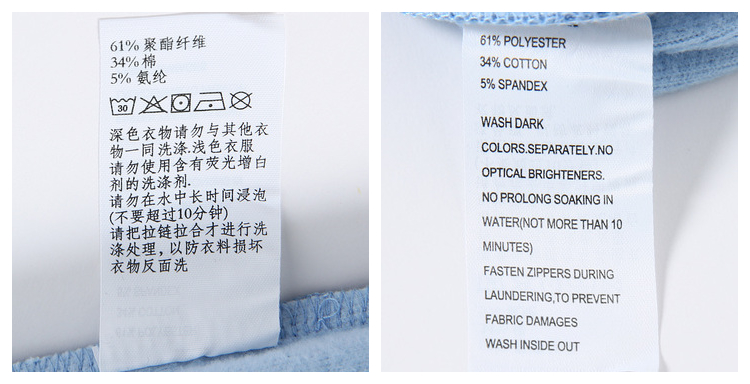 61% 聚酯纤维
34% 棉
5% 氨纶
30
深色衣物请勿与其他衣
物一同洗涤.浅色衣服
请勿使用含有荧光增白
剂的洗涤剂.
请勿在水中长时间浸泡
(不要超过10分钟)
请把拉链拉合才进行洗
涤处理，以防衣料损坏
衣物反面洗
61% POLYESTER
34% COTTON
5% SPANDEX
WASH DARK
COLORS.SEPARATELY.NO
OPTICAL BRIGHTENERS.
NO PROLONG SOAKING IN
WATER(NOT MORE THAN 10
MINUTES)
FASTEN ZIPPERS DURING
LAUNDERING,TO PREVENT
FABRIC DAMAGES
WASH INSIDE OUT